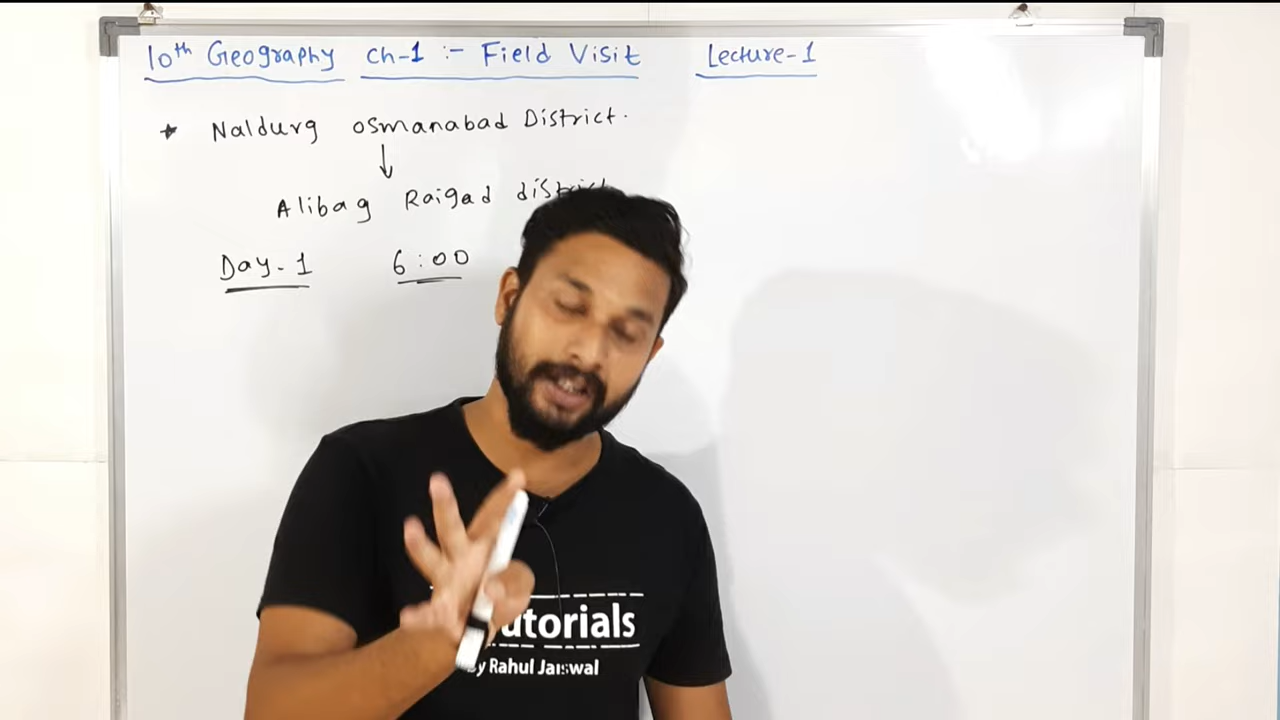 10th Geography ch-1 :- Field Visit Lecture-1
* Naldurg osmanabad District.
↓
Alibag Raigad district
Day-1 6:00
utorials
by Rahul Jaiswal